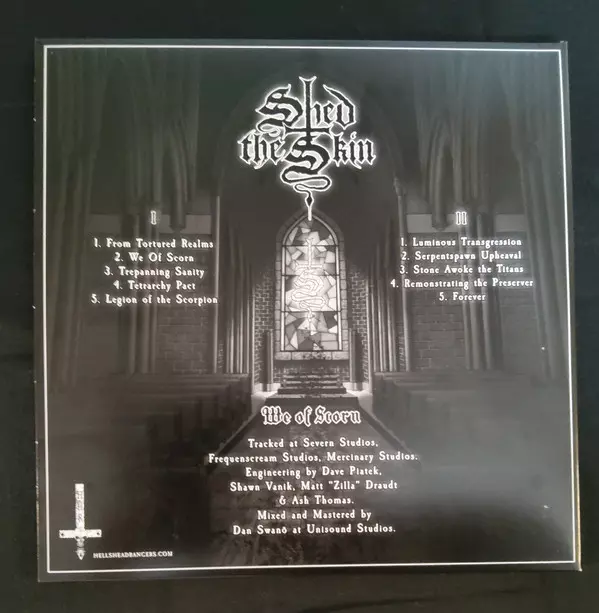 Shed
the Skin
I
1. From Tortured Realms
2. We Of Scorn
3. Trepanning Sanity
4. Tetrarchy Pact
5. Legion of the Scorpion
II
1. Luminous Transgression
2. Serpentspawn Upheaval
3. Stone Awoke the Titans
4. Remonstrating the Preserver
5. Forever
We of Scorn
Tracked at Severn Studios,
Frequenscream Studios, Mercinary Studios.
Engineering by Dave Piatek,
Shawn Vanik, Matt "Zilla" Draudt
& Ash Thomas.
Mixed and Mastered by
Dan Swanö at Unisound Studios.
HELLSHEADBANGERS.COM